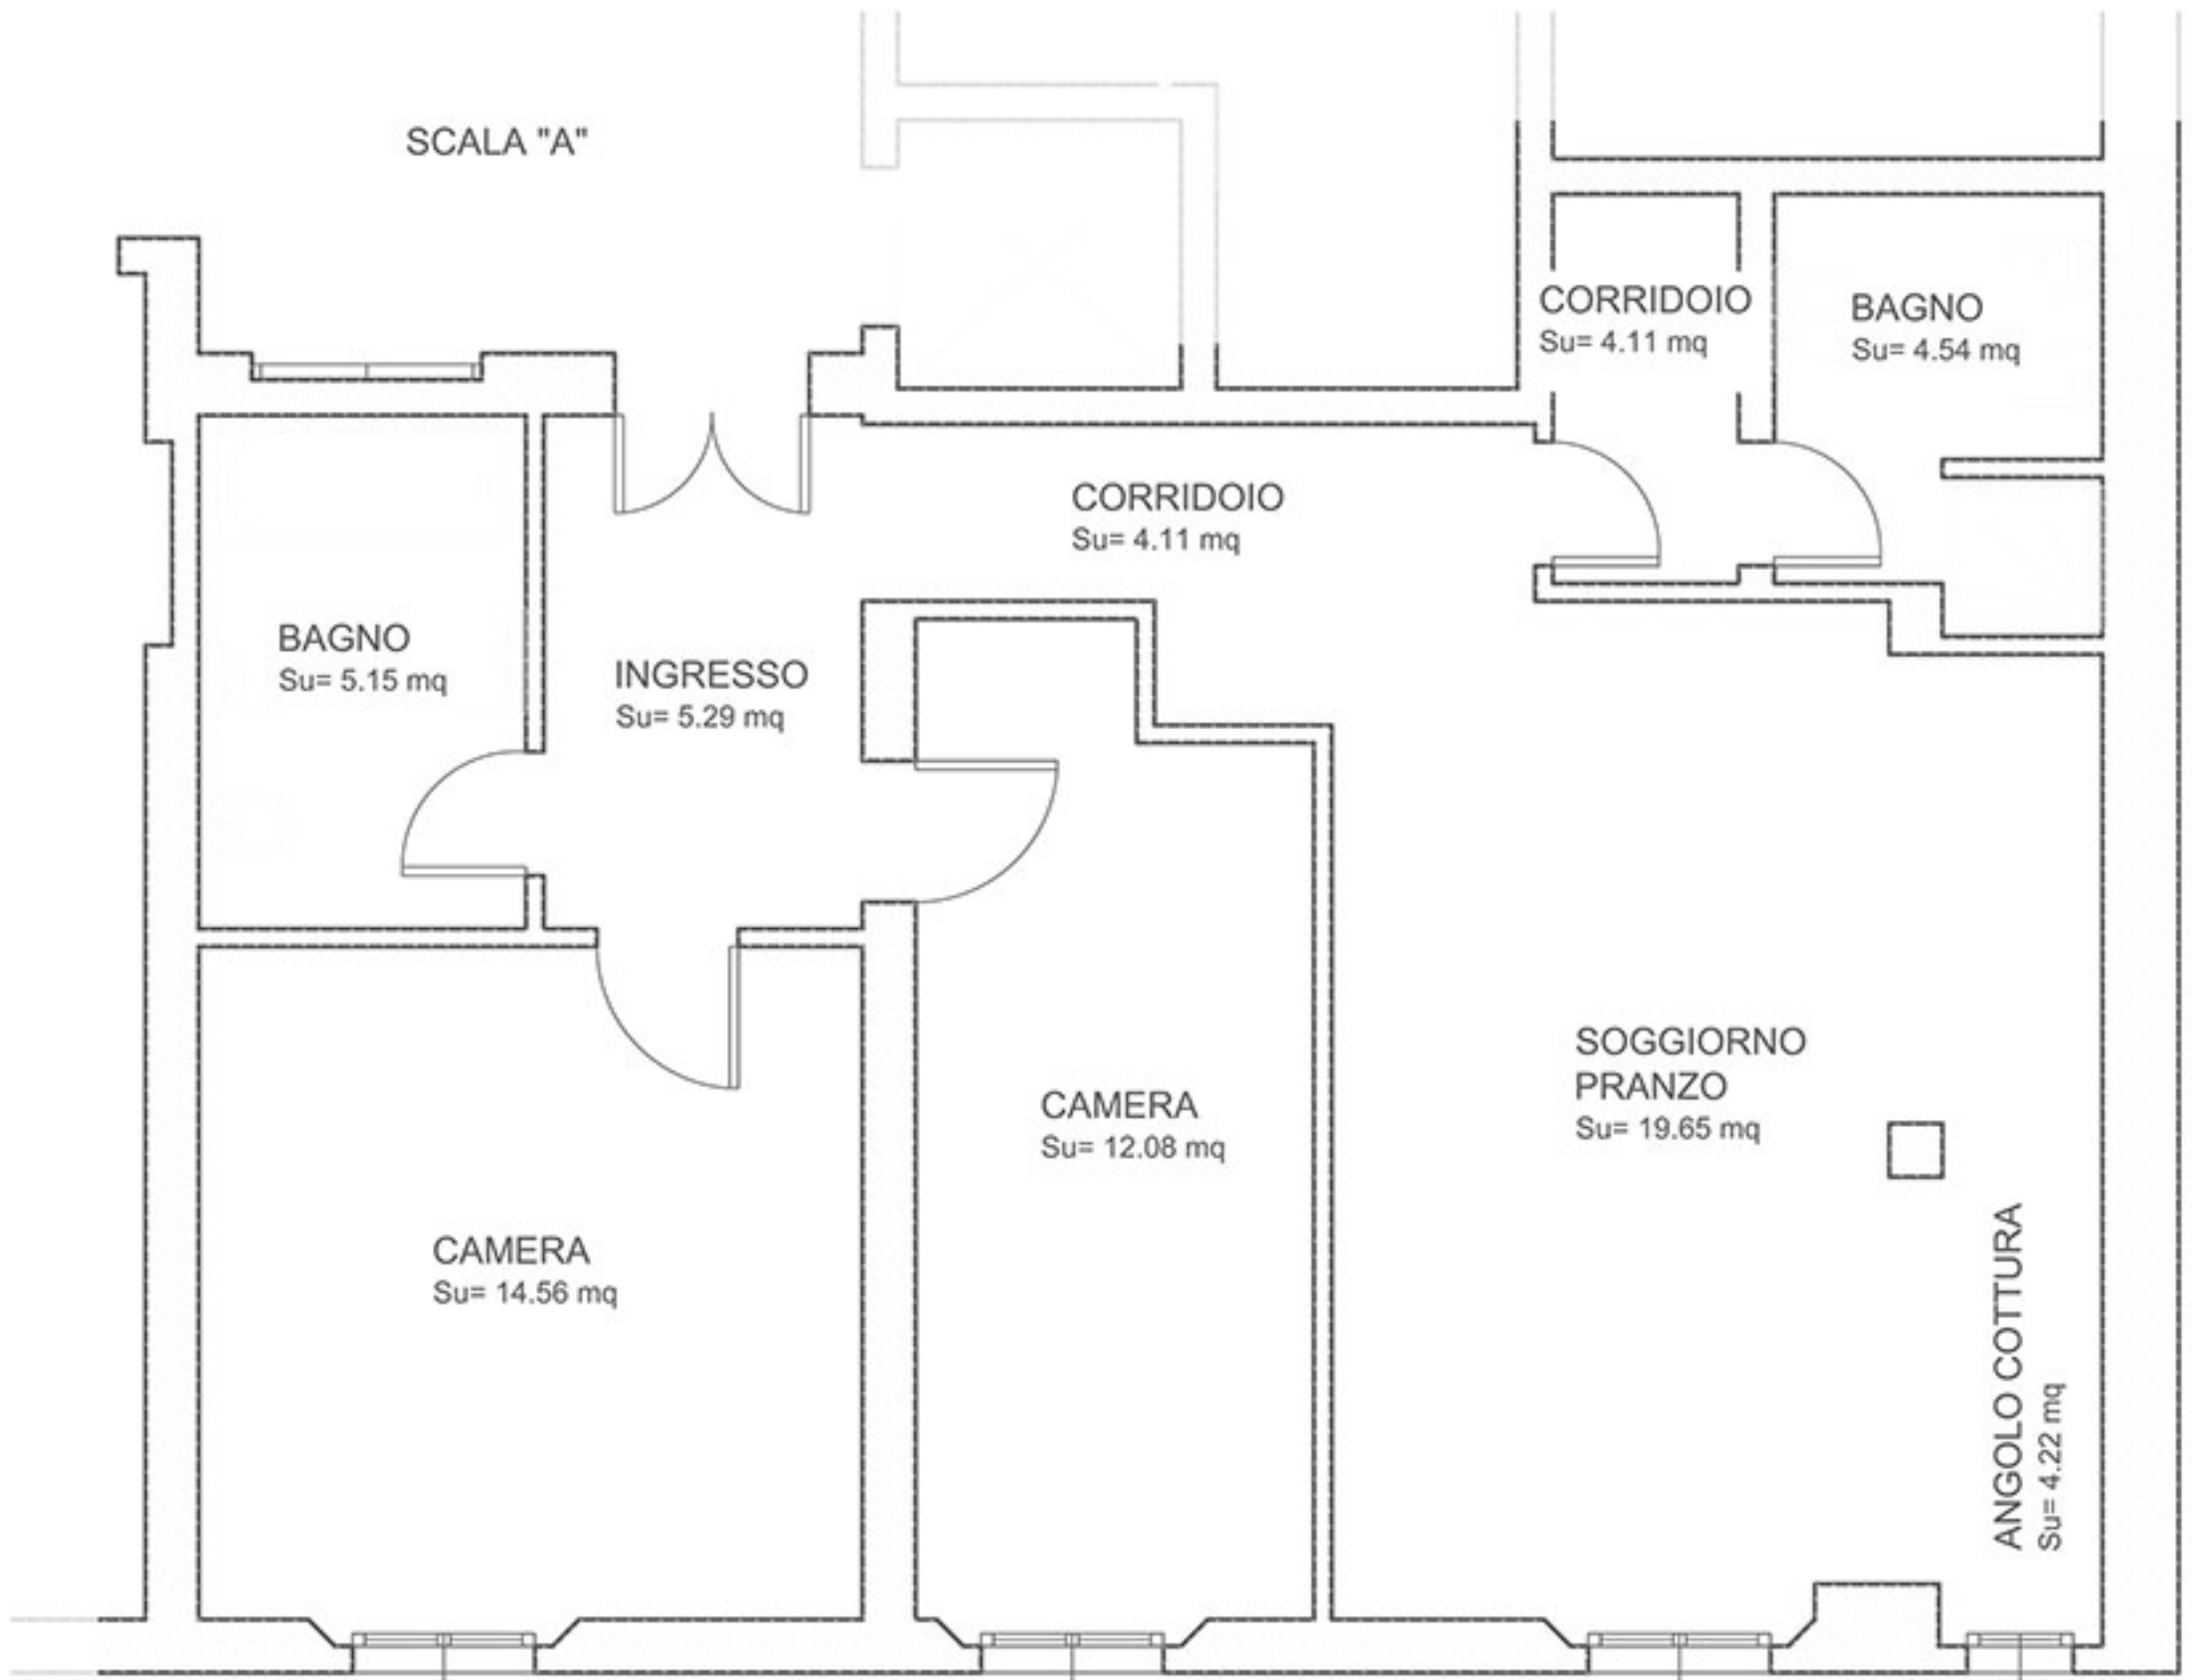 SCALA "A"
CORRIDOIO
Su= 4.11 mq
BAGNO
Su= 4.54 mq
CORRIDOIO
Su= 4.11 mq
BAGNO
Su= 5.15 mq
INGRESSO
Su= 5.29 mq
SOGGIORNO
PRANZO
Su= 19.65 mq
CAMERA
Su= 12.08 mq
CAMERA
Su= 14.56 mq
ANGOLO COTTURA
Su= 4.22 mq